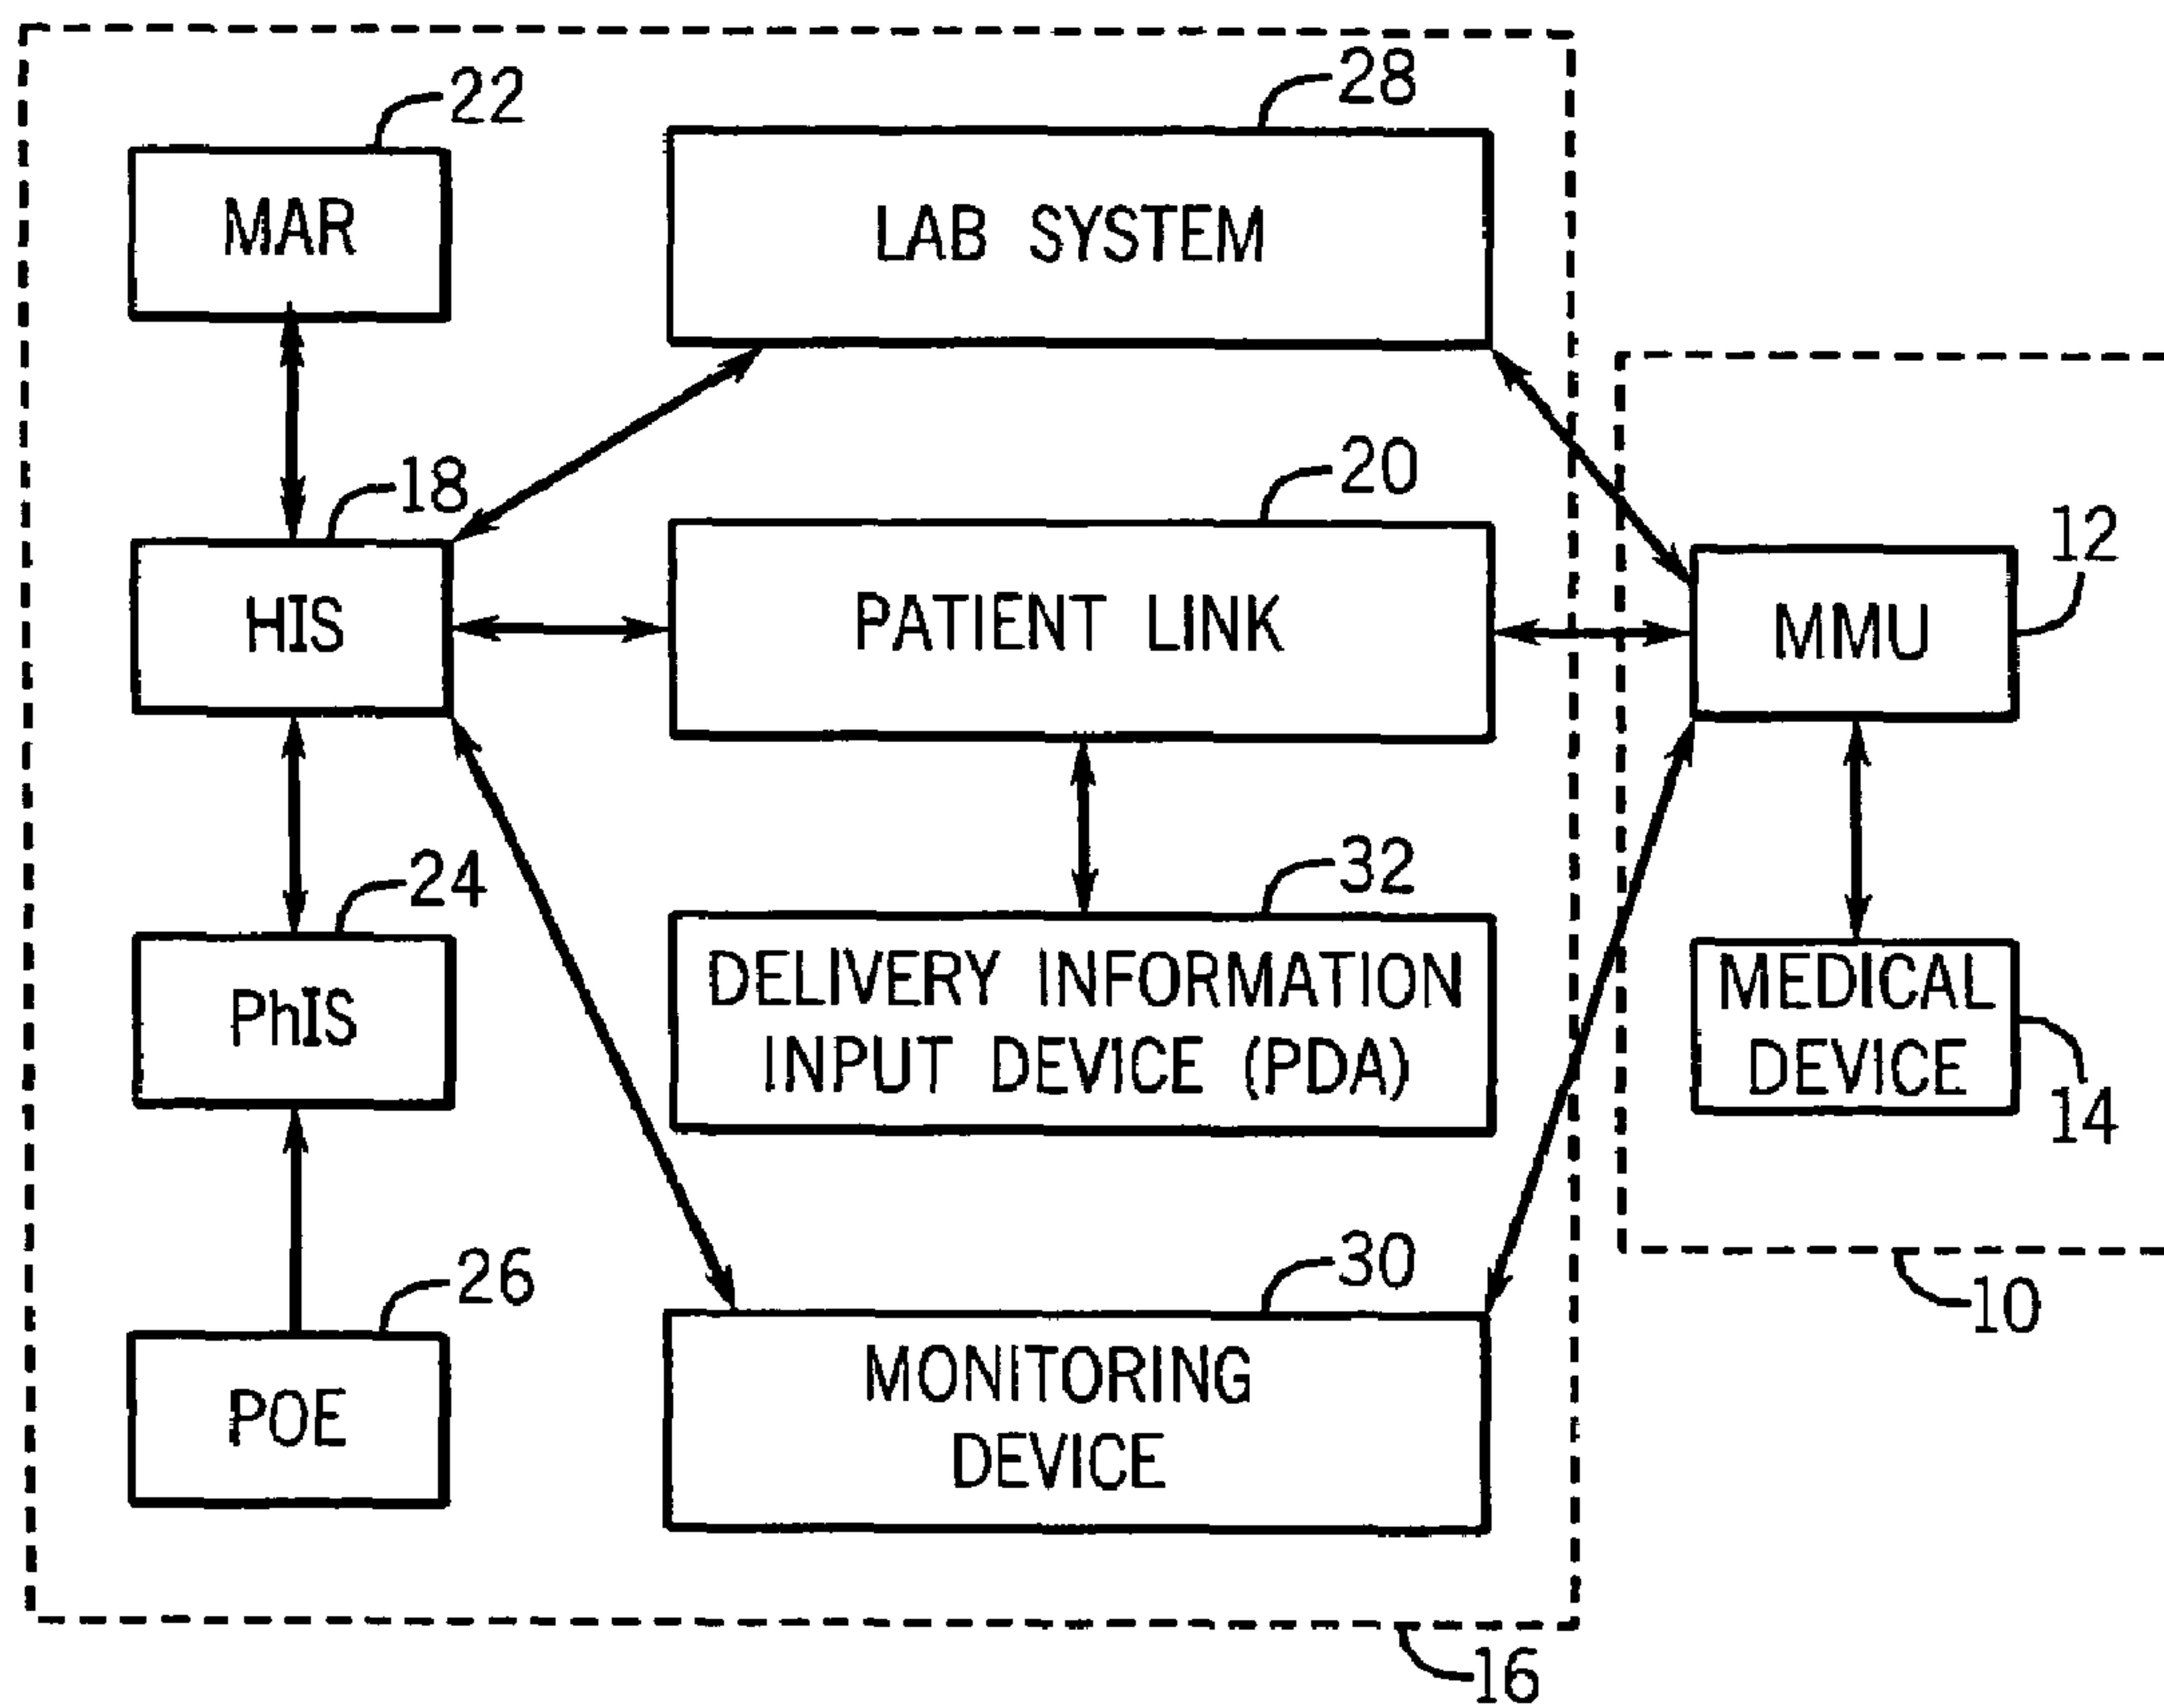 22
28
MAR
LAB SYSTEM
18
20
12
HIS
PATIENT LINK
MMU
24
32
PhIS
DELIVERY INFORMATION
INPUT DEVICE (PDA)
MEDICAL
DEVICE
14
26
30
10
POE
MONITORING
DEVICE
16